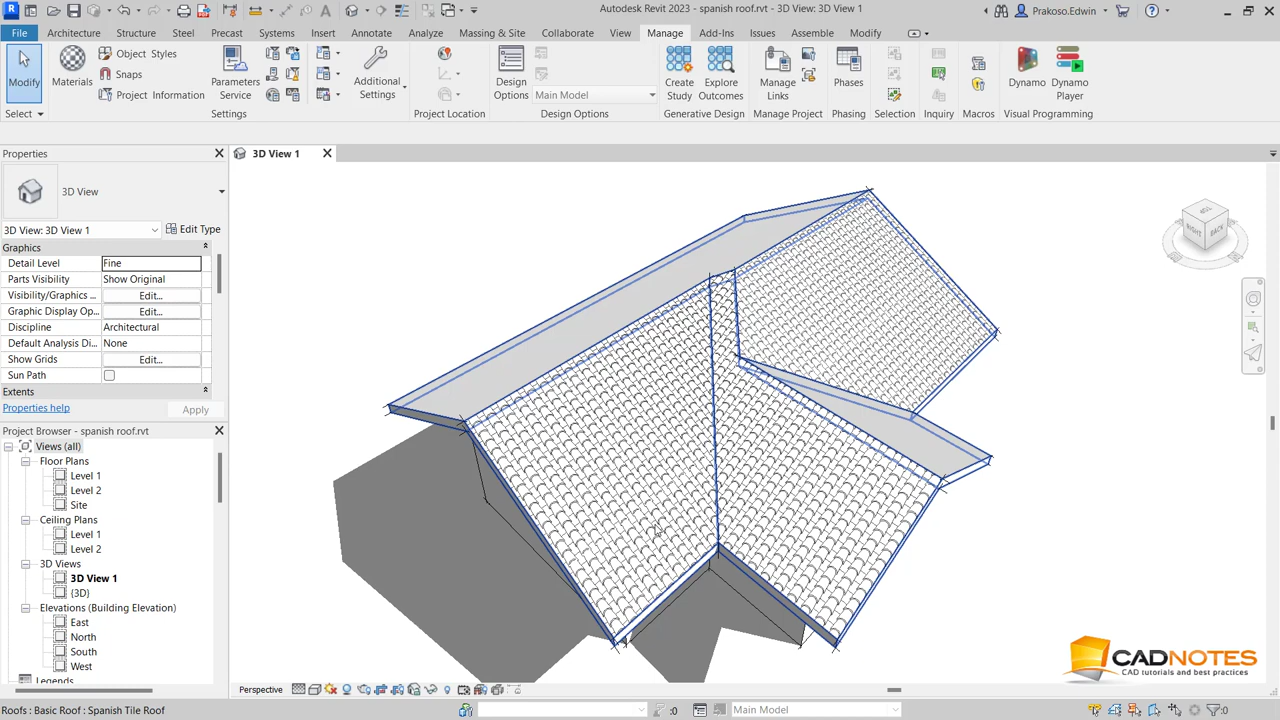 Autodesk Revit 2023 - spanish roof.rvt - 3D View: 3D View 1
Prakoso.Edwin
File Architecture Structure Steel Precast Systems Insert Annotate Analyze Massing & Site Collaborate View Manage Add-Ins Issues Assemble Modify
Modify
Materials
Object Styles
Snaps
Project Information
Parameters Service
Additional Settings
Design Options
Main Model
Create Study
Explore Outcomes
Manage Links
Phases
Dynamo
Dynamo Player
Select Settings Project Location Design Options Generative Design Manage Project Phasing Selection Inquiry Macros Visual Programming
Properties
3D View
3D View: 3D View 1 Edit Type
Graphics
Detail Level Fine
Parts Visibility Show Original
Visibility/Graphics ... Edit...
Graphic Display Op... Edit...
Discipline Architectural
Default Analysis Di... None
Show Grids Edit...
Sun Path
Extents
Properties help Apply
Project Browser - spanish roof.rvt
Views (all)
Floor Plans
Level 1
Level 2
Site
Ceiling Plans
Level 1
Level 2
3D Views
3D View 1
{3D}
Elevations (Building Elevation)
East
North
South
West
Legends
3D View 1
RIGHT BACK
CADNOTES
CAD tutorials and best practices
Perspective
Roofs : Basic Roof : Spanish Tile Roof
:0
Main Model
:0